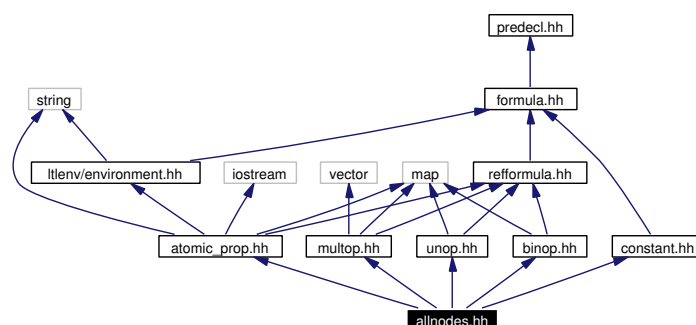 predecl.hh
string
formula.hh
ltlenv/environment.hh
iostream
vector
map
refformula.hh
atomic_prop.hh
multop.hh
unop.hh
binop.hh
constant.hh
allnodes.hh